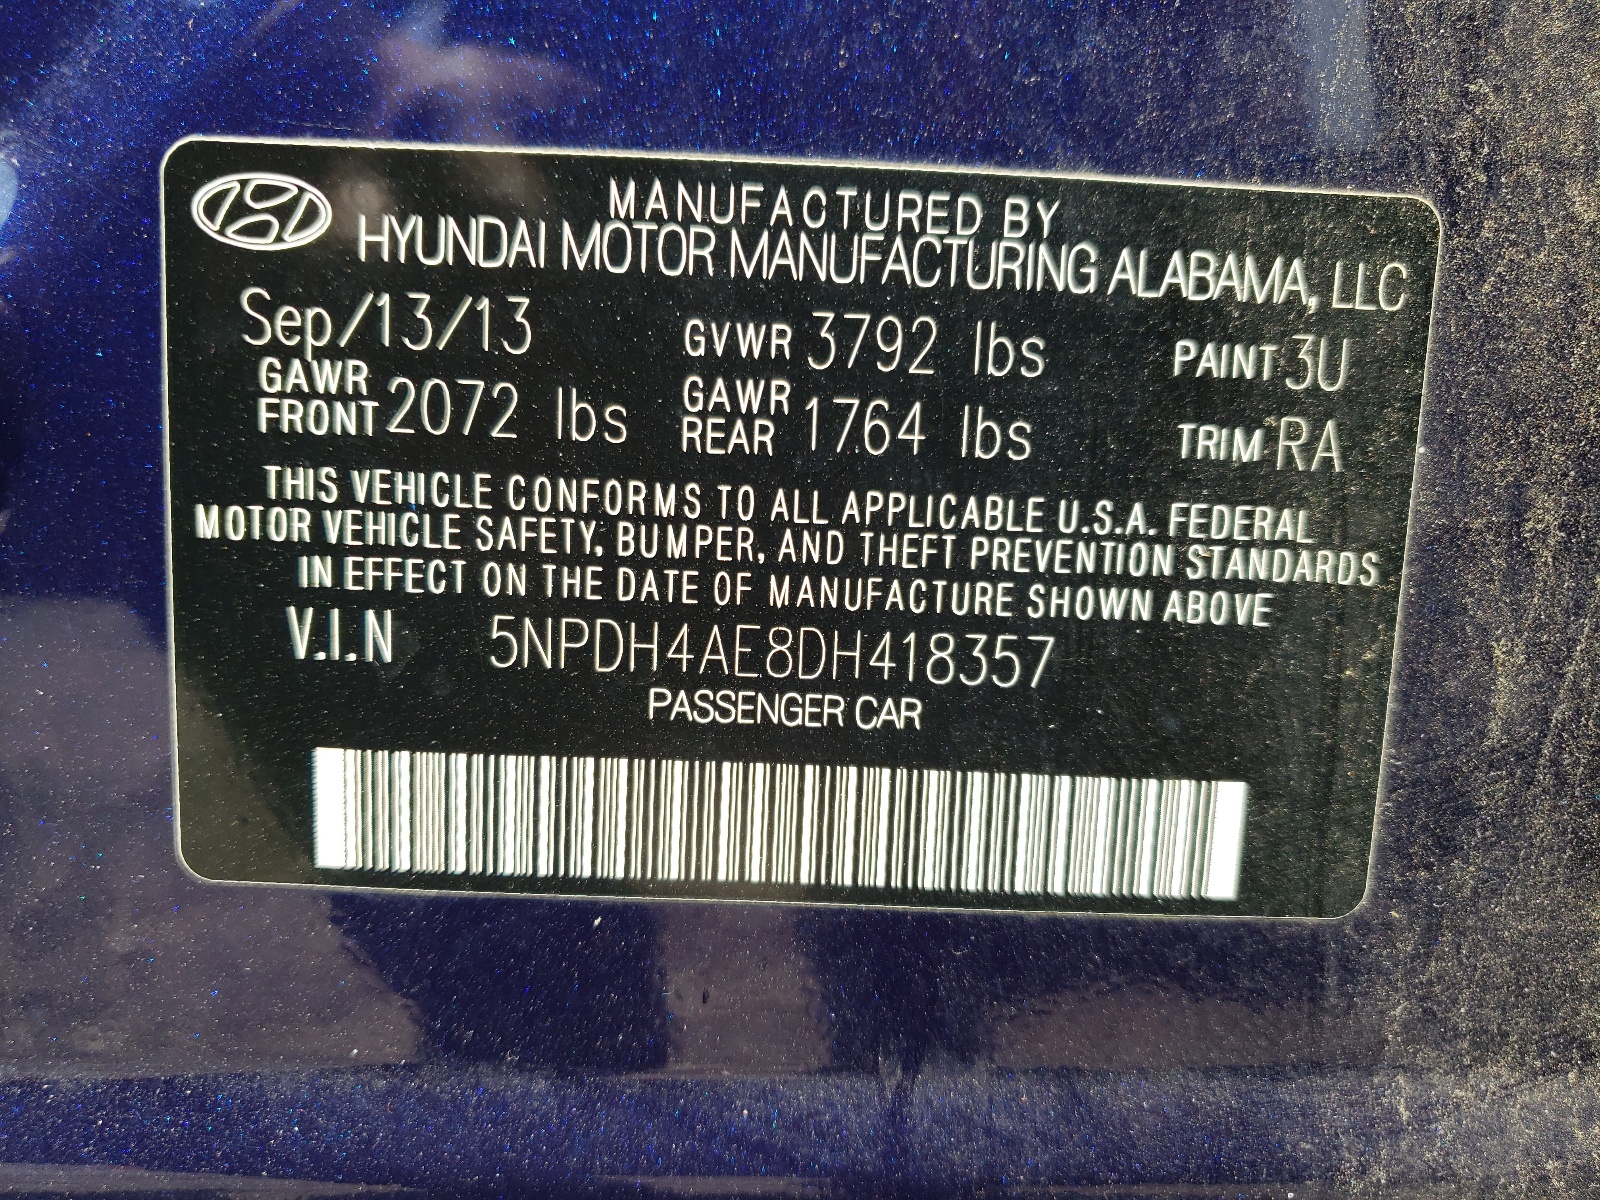 MANUFACTURED BY
HYUNDAI MOTOR MANUFACTURING ALABAMA, LLC
Sep/13/13 GVWR 3792 lbs PAINT 3U
GAWR FRONT 2072 lbs GAWR REAR 1764 lbs TRIM RA
THIS VEHICLE CONFORMS TO ALL APPLICABLE U.S.A. FEDERAL
MOTOR VEHICLE SAFETY, BUMPER, AND THEFT PREVENTION STANDARDS
IN EFFECT ON THE DATE OF MANUFACTURE SHOWN ABOVE
V.I.N 5NPDH4AE8DH418357
PASSENGER CAR